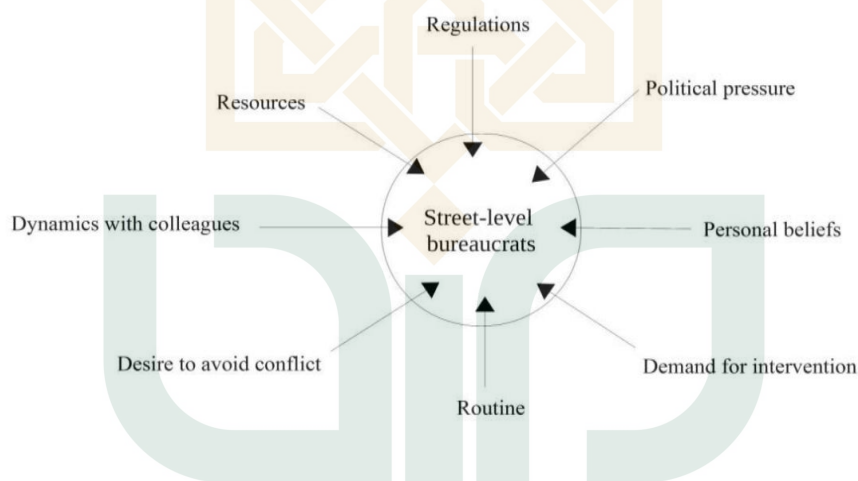 Regulations
Political pressure
Resources
Dynamics with colleagues
Street-level
bureaucrats
Personal beliefs
Desire to avoid conflict
Demand for intervention
Routine